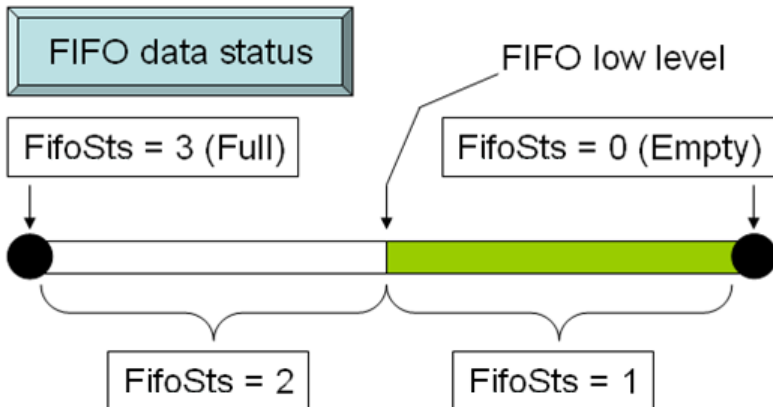 FIFO data status
FIFO low level
FifoSts = 3 (Full)
FifoSts = 0 (Empty)
FifoSts = 2
FifoSts = 1